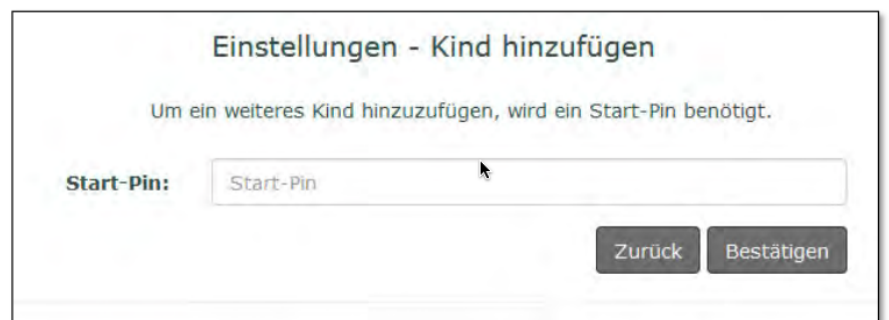 Einstellungen - Kind hinzufügen
Um ein weiteres Kind hinzuzufügen, wird ein Start-Pin benötigt.
Start-Pin: Start-Pin
Zurück Bestätigen